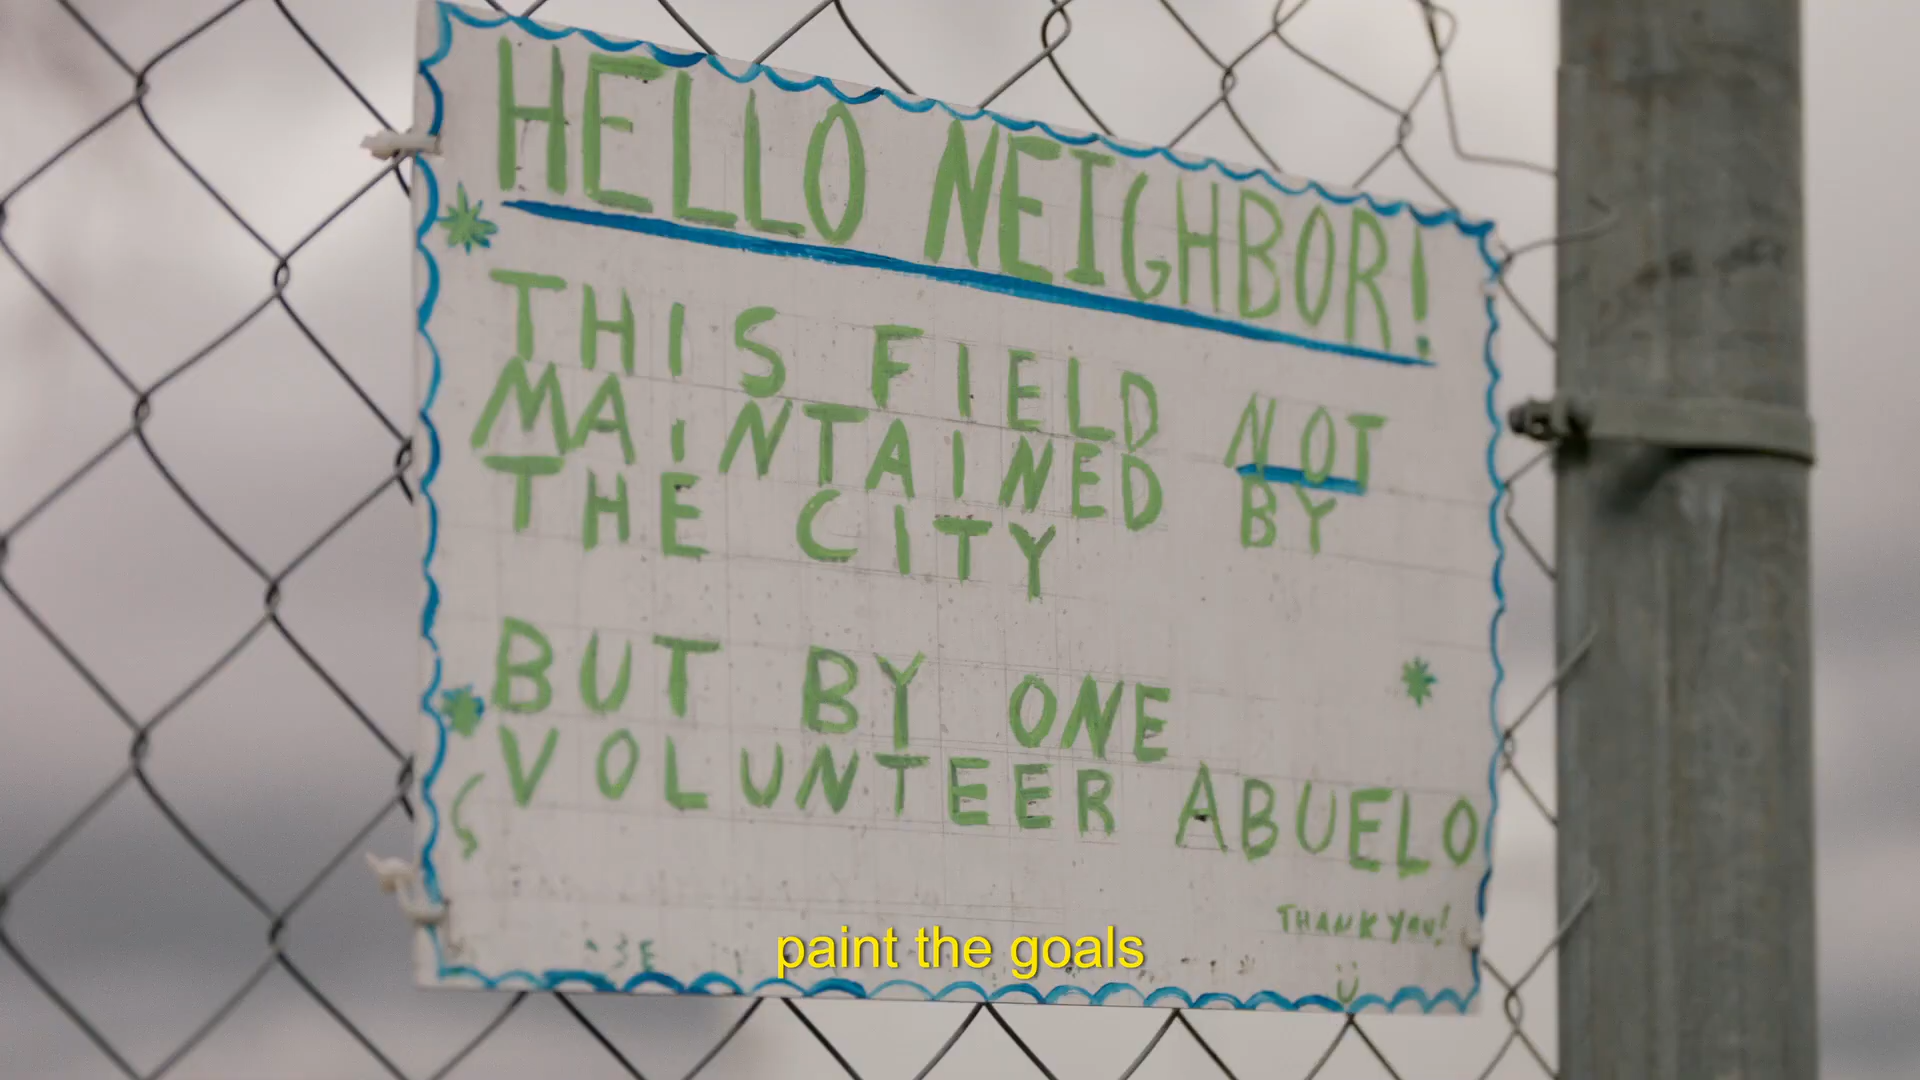 HELLO NEIGHBOR!
THIS FIELD NOT
MAINTAINED BY
THE CITY
BUT BY ONE
VOLUNTEER ABUELO
THANK YOU!
paint the goals